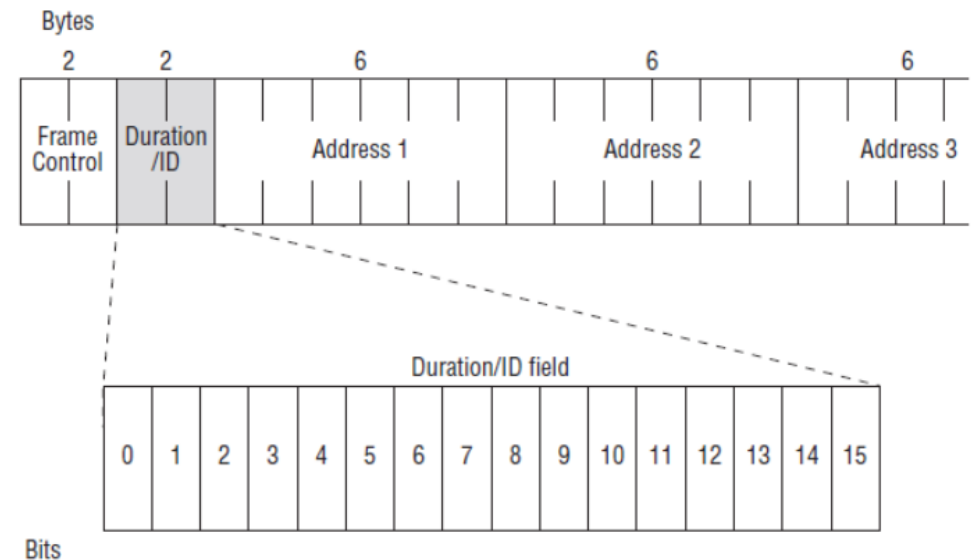 Bytes
2 2 6 6 6
Frame Control Duration /ID Address 1 Address 2 Address 3
Duration/ID field
0 1 2 3 4 5 6 7 8 9 10 11 12 13 14 15
Bits